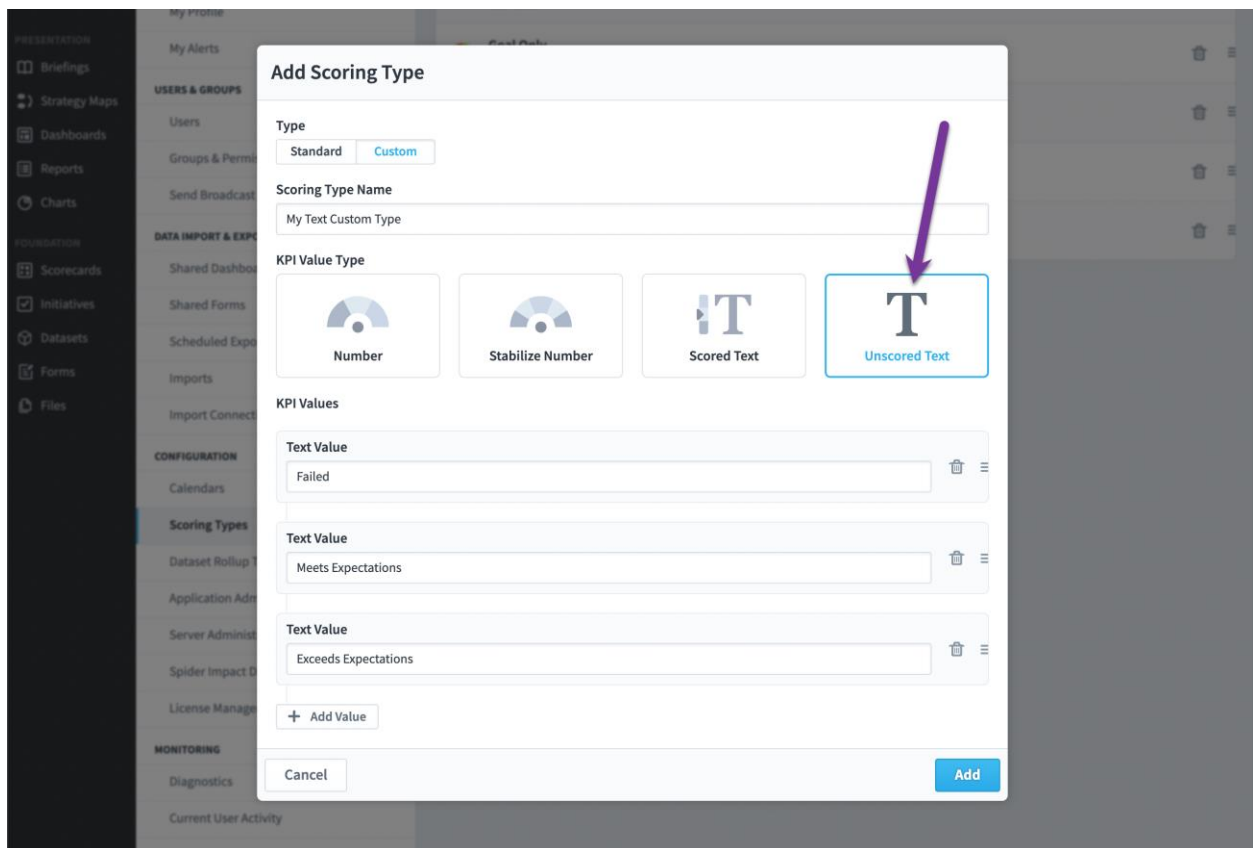 My Profile
PRESENTATION
Briefings
Strategy Maps
Dashboards
Reports
Charts
FOUNDATION
Scorecards
Initiatives
Datasets
Forms
Files
My Alerts
USERS & GROUPS
Users
Groups & Permis
Send Broadcast
DATA IMPORT & EXPO
Shared Dashboa
Shared Forms
Scheduled Expo
Imports
Import Connect
CONFIGURATION
Calendars
Scoring Types
Dataset Rollup T
Application Adm
Server Administ
Spider Impact D
License Manage
MONITORING
Diagnostics
Current User Activity
Goal Only
Add Scoring Type
Type
Standard Custom
Scoring Type Name
My Text Custom Type
KPI Value Type
Number Stabilize Number Scored Text Unscored Text
KPI Values
Text Value
Failed
Text Value
Meets Expectations
Text Value
Exceeds Expectations
+ Add Value
Cancel Add